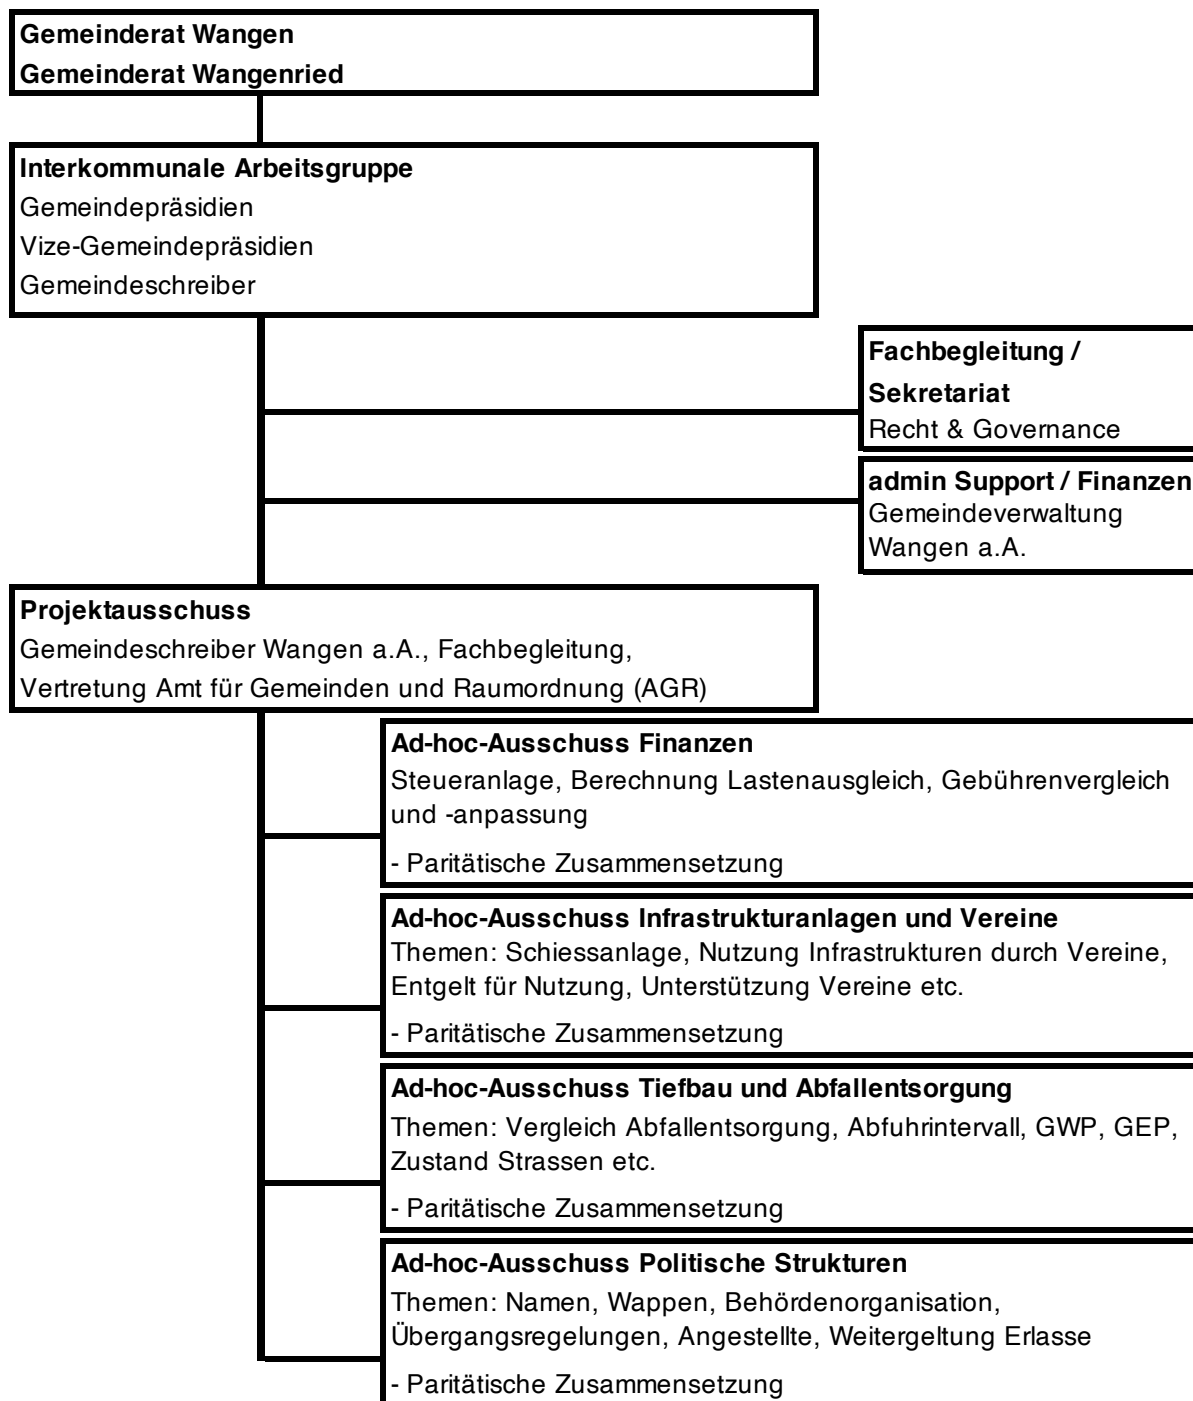 Gemeinderat Wangen
Gemeinderat Wangenried
Interkommunale Arbeitsgruppe
Gemeindepräsidien
Vize-Gemeindepräsidien
Gemeindeschreiber
Fachbegleitung /
Sekretariat
Recht & Governance
admin Support / Finanzen
Gemeindeverwaltung
Wangen a.A.
Projektausschuss
Gemeindeschreiber Wangen a.A., Fachbegleitung,
Vertretung Amt für Gemeinden und Raumordnung (AGR)
Ad-hoc-Ausschuss Finanzen
Steueranlage, Berechnung Lastenausgleich, Gebührenvergleich
und -anpassung
- Paritätische Zusammensetzung
Ad-hoc-Ausschuss Infrastrukturanlagen und Vereine
Themen: Schiessanlage, Nutzung Infrastrukturen durch Vereine,
Entgelt für Nutzung, Unterstützung Vereine etc.
- Paritätische Zusammensetzung
Ad-hoc-Ausschuss Tiefbau und Abfallentsorgung
Themen: Vergleich Abfallentsorgung, Abfuhrintervall, GWP, GEP,
Zustand Strassen etc.
- Paritätische Zusammensetzung
Ad-hoc-Ausschuss Politische Strukturen
Themen: Namen, Wappen, Behördenorganisation,
Übergangsregelungen, Angestellte, Weitergeltung Erlasse
- Paritätische Zusammensetzung